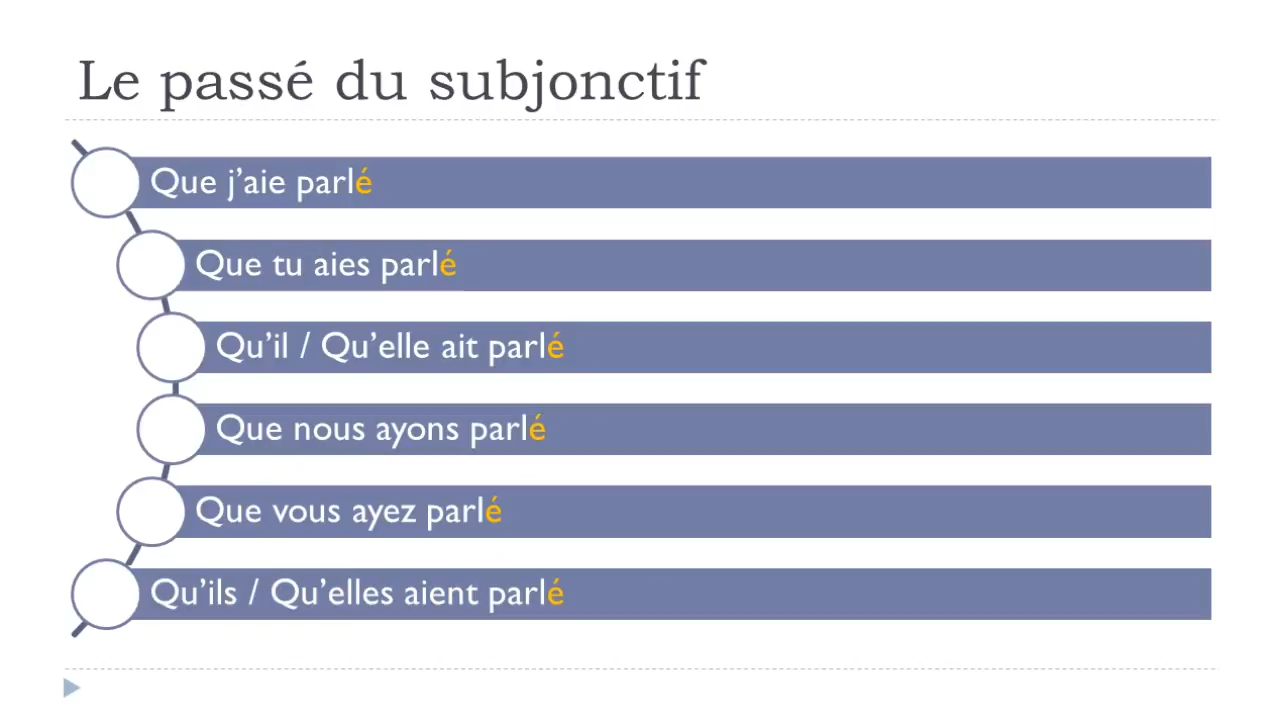 Le passé du subjonctif
Que j’aie parlé
Que tu aies parlé
Qu’il / Qu’elle ait parlé
Que nous ayons parlé
Que vous ayez parlé
Qu’ils / Qu’elles aient parlé